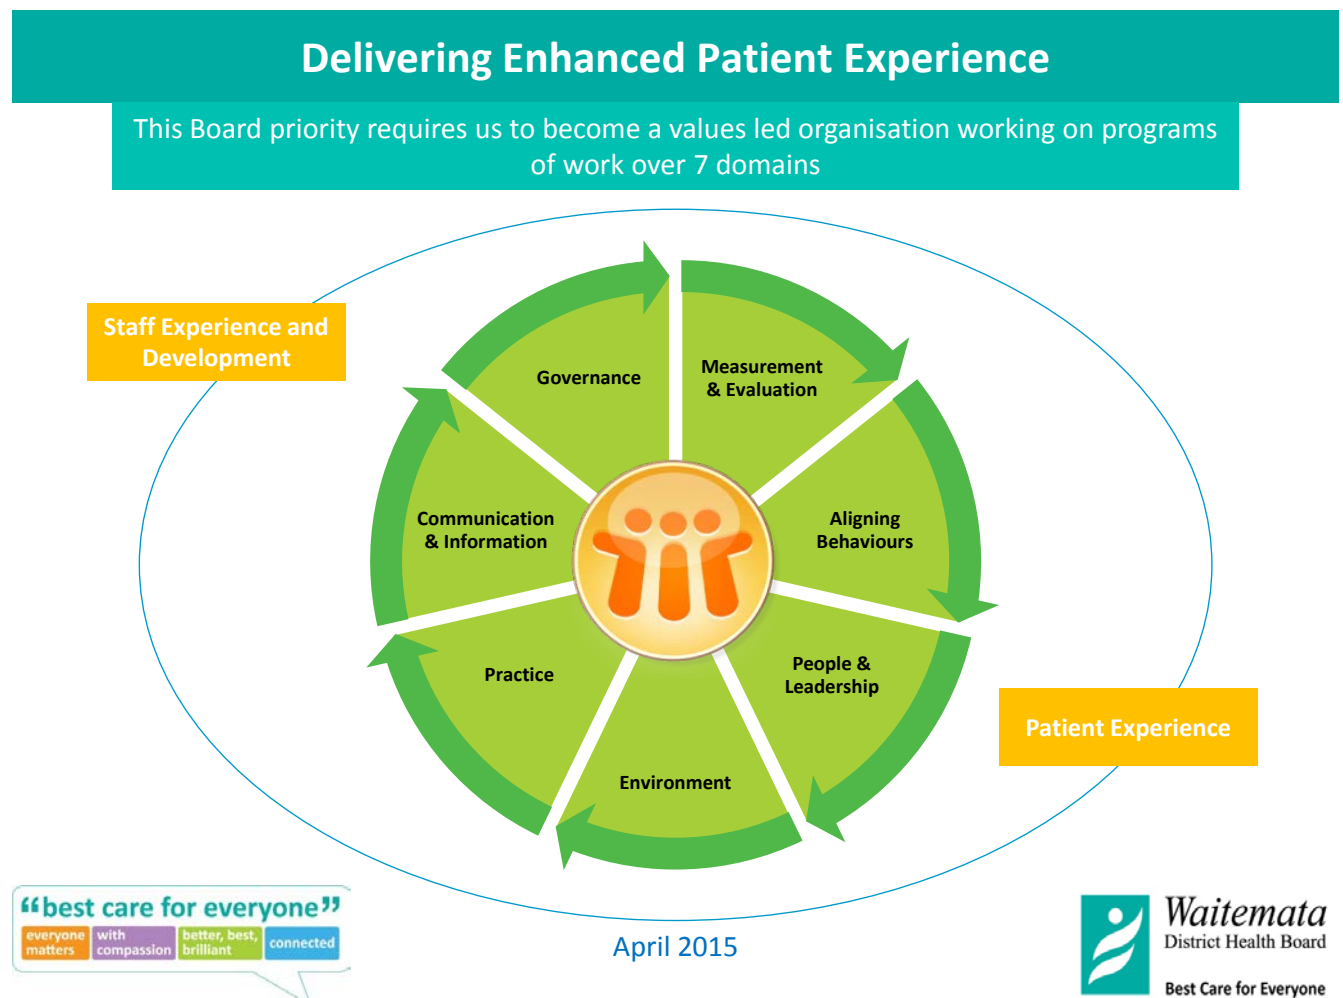 Delivering Enhanced Patient Experience
This Board priority requires us to become a values led organisation working on programs
of work over 7 domains
Staff Experience and
Development
Governance
Measurement
& Evaluation
Communication
& Information
Aligning
Behaviours
Practice
People &
Leadership
Environment
Patient Experience
“best care for everyone”
everyone
matters
with
compassion
better, best,
brilliant
connected
April 2015
Waitemata
District Health Board
Best Care for Everyone